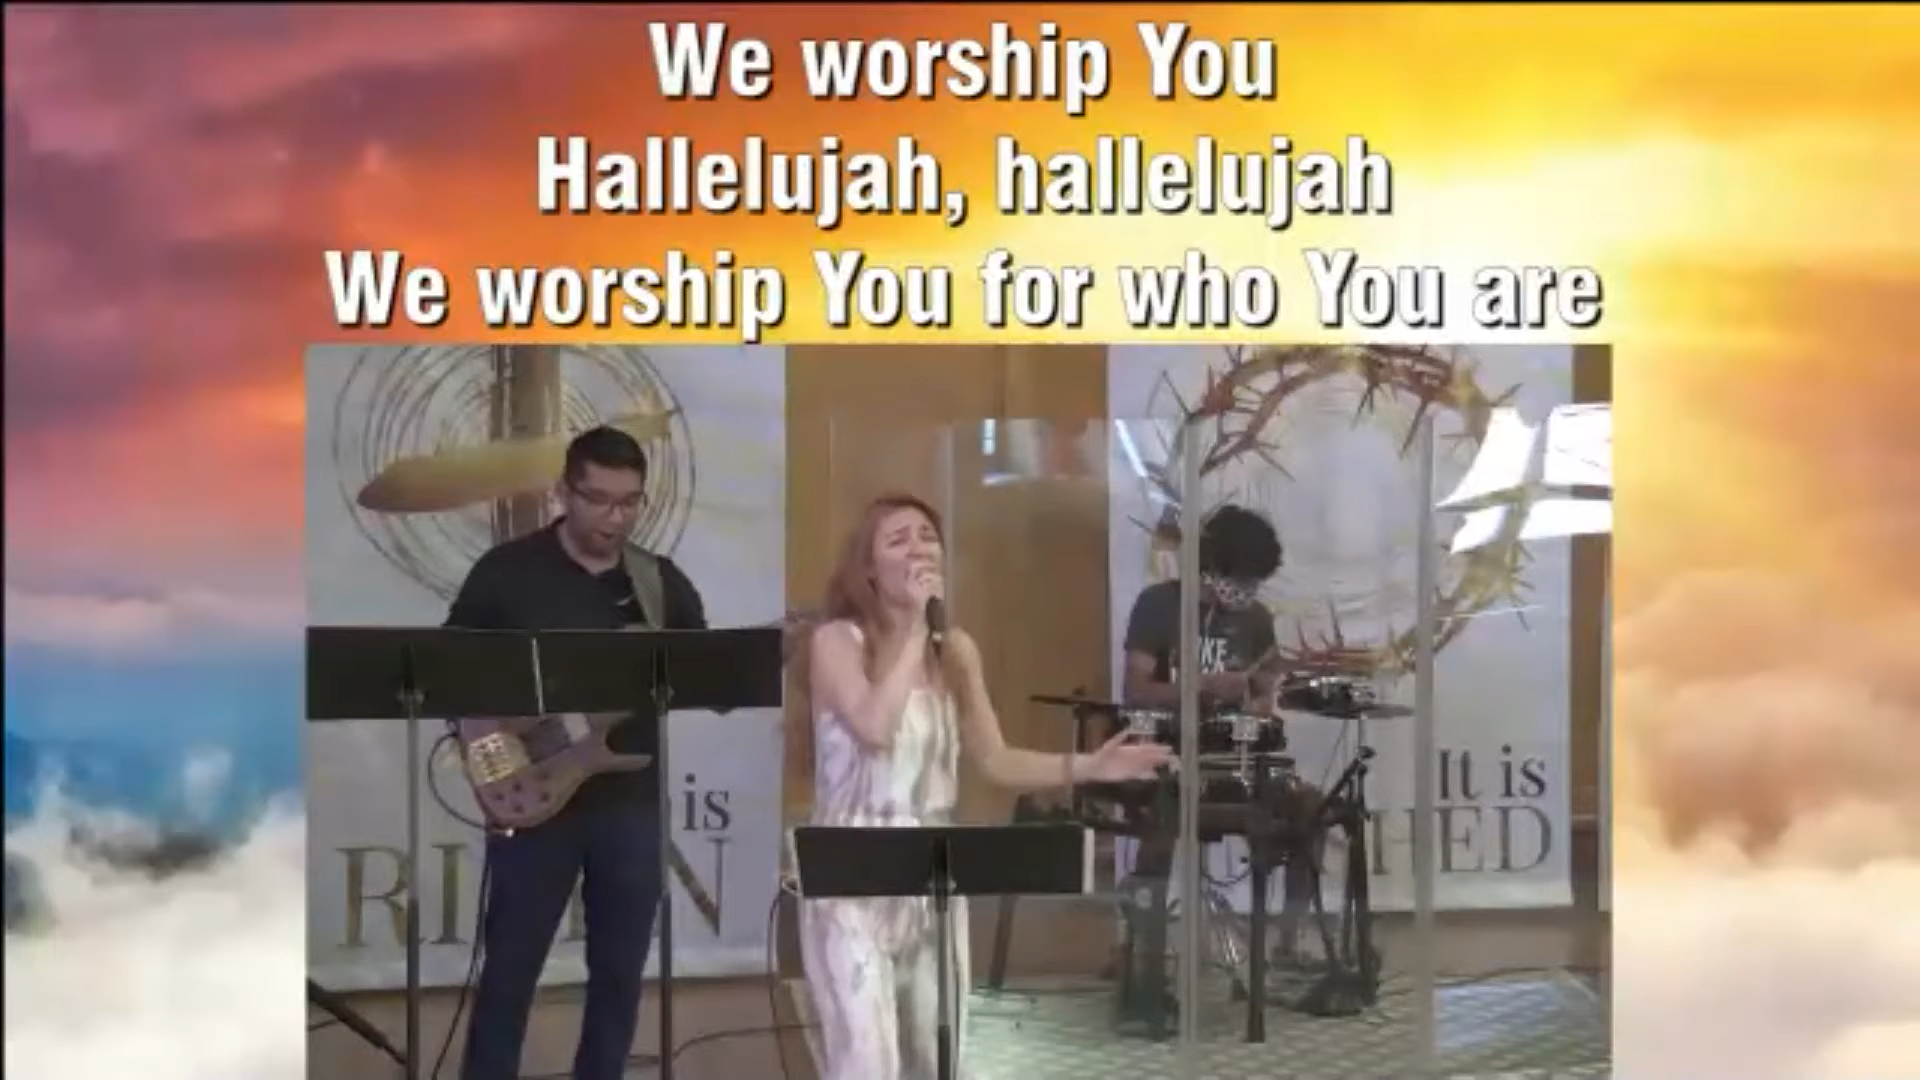 We worship You
Hallelujah, hallelujah
We worship You for who You are
is
It is